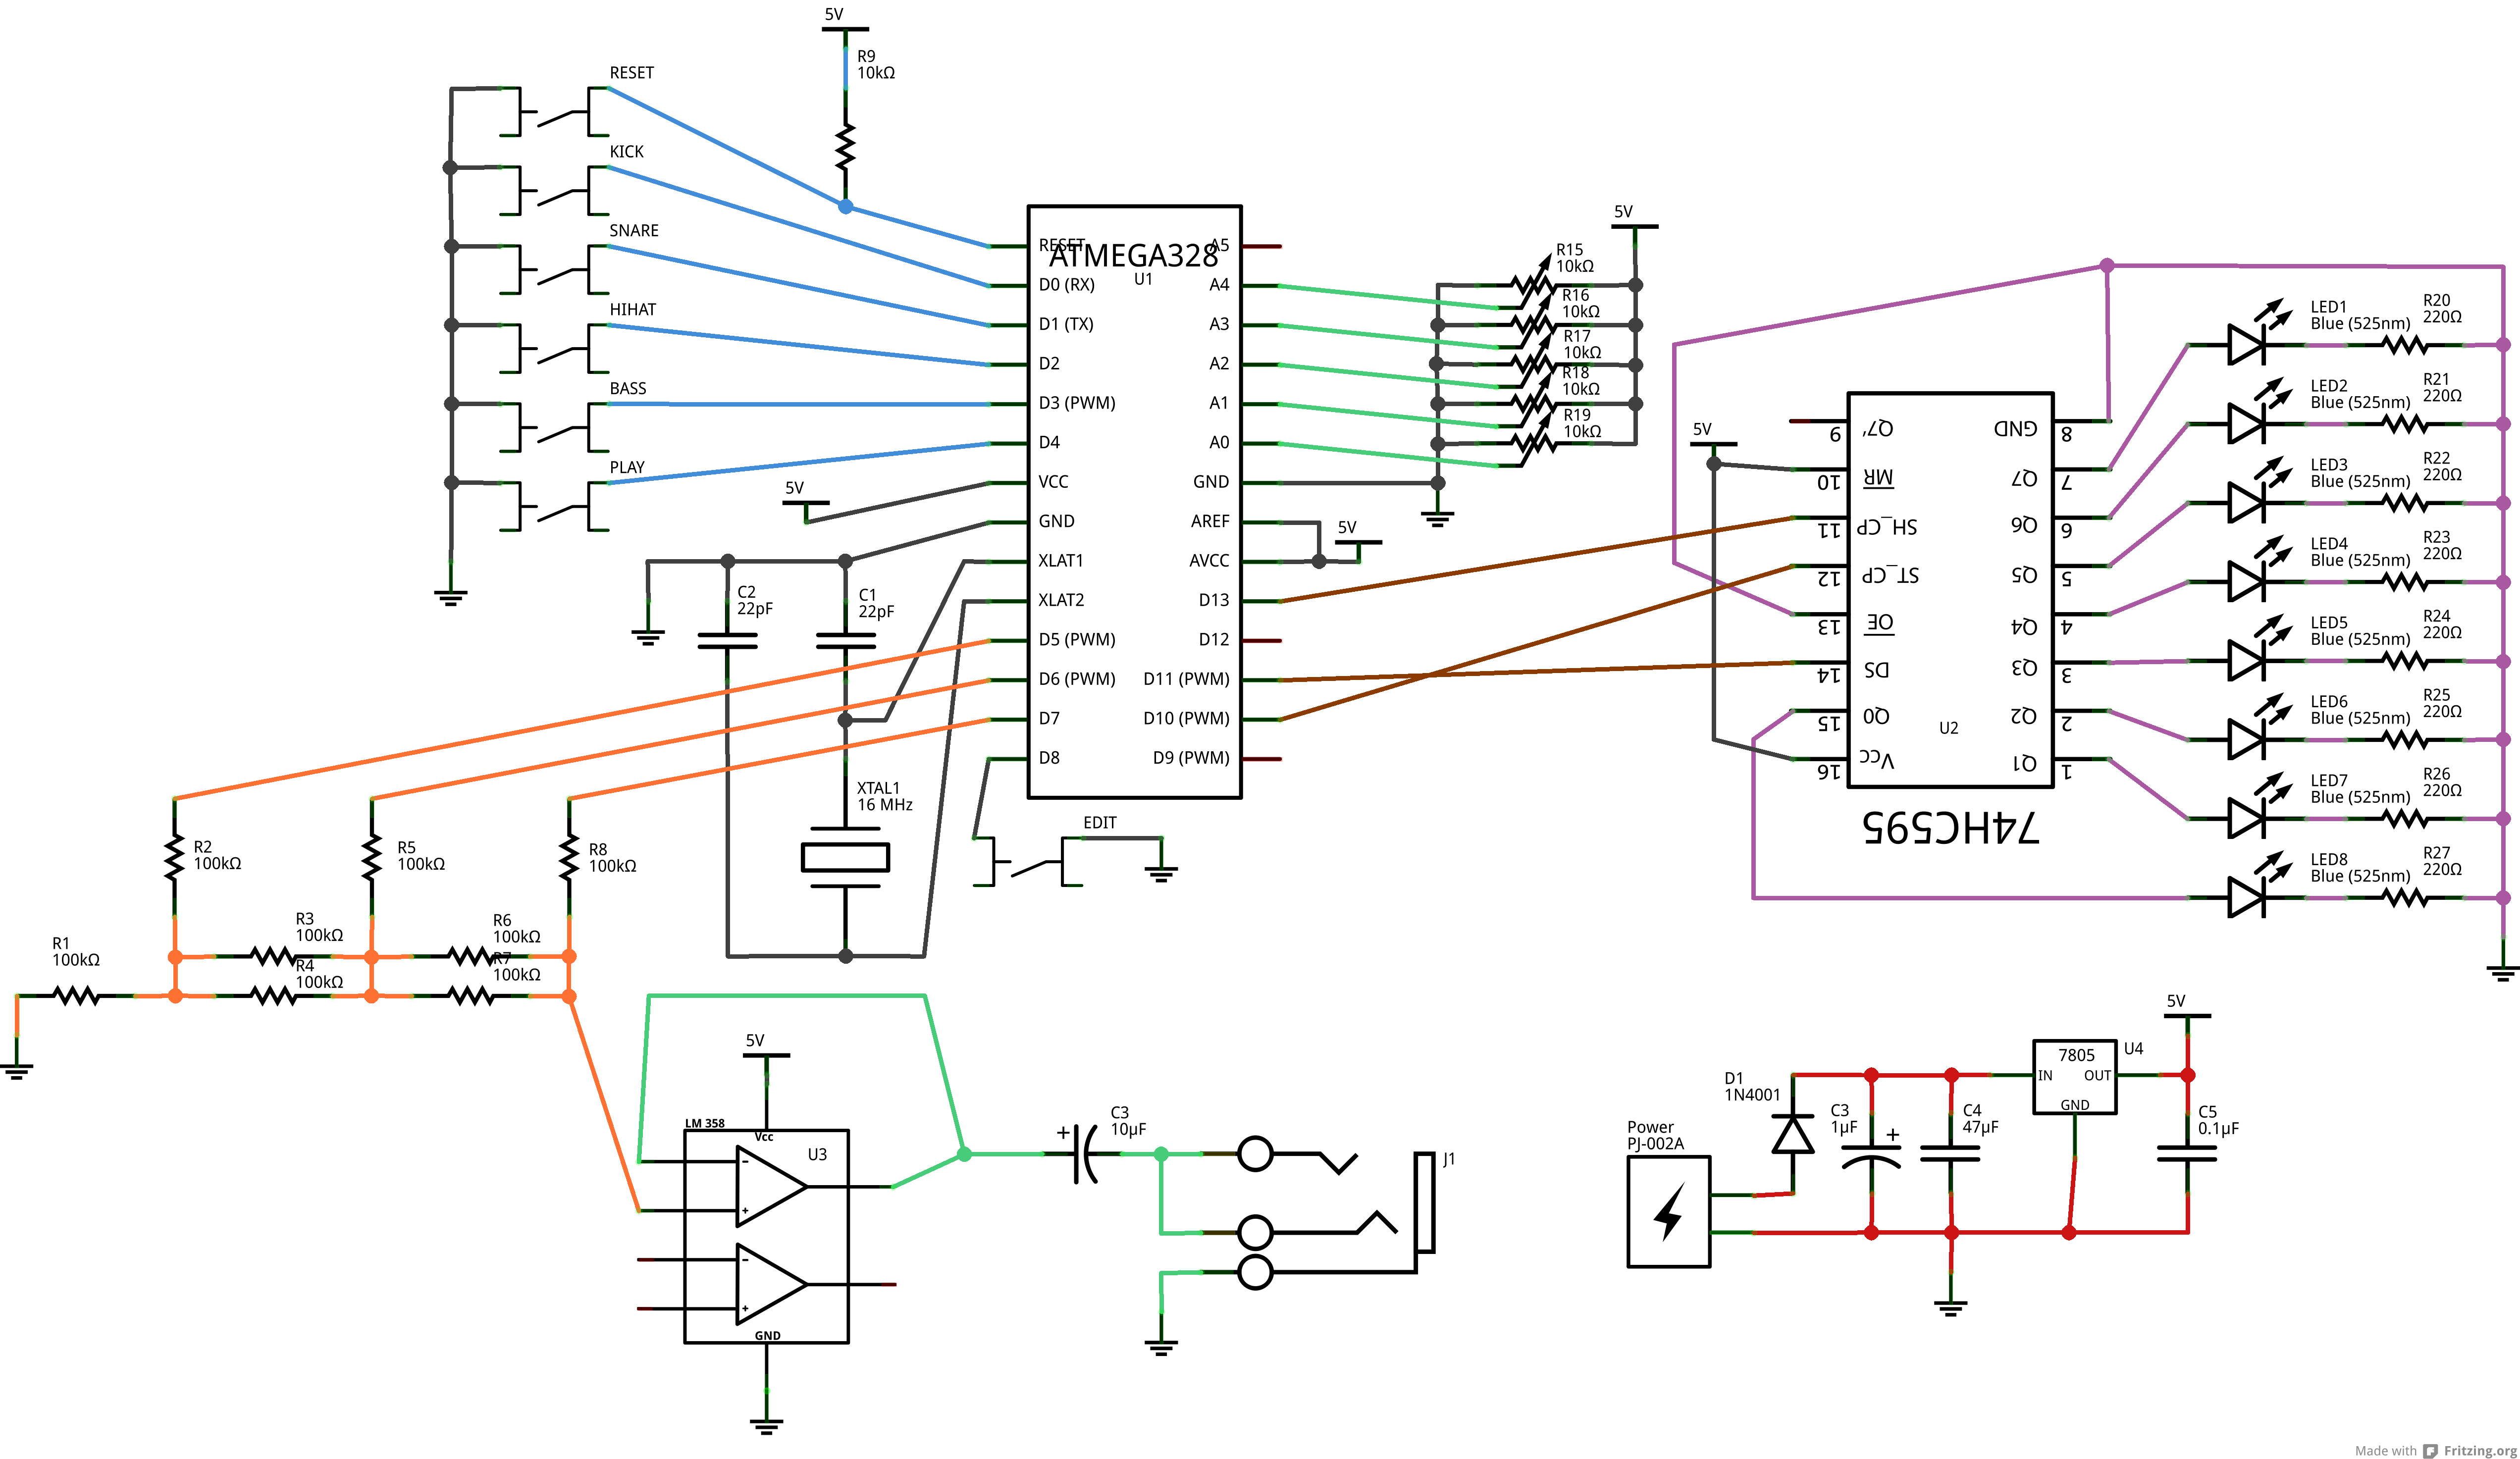 5V
R9
10kΩ
RESET
KICK
SNARE
HIHAT
BASS
PLAY
ATMEGA328
U1
RESET
D0 (RX)
D1 (TX)
D2
D3 (PWM)
D4
VCC
GND
XLAT1
XLAT2
D5 (PWM)
D6 (PWM)
D7
D8
A5
A4
A3
A2
A1
A0
GND
AREF
AVCC
D13
D12
D11 (PWM)
D10 (PWM)
D9 (PWM)
5V
5V
R15
10kΩ
R16
10kΩ
R17
10kΩ
R18
10kΩ
R19
10kΩ
5V
C2
22pF
C1
22pF
XTAL1
16 MHz
EDIT
5V
9
10
11
12
13
14
15
16
Q7'
MR
SH_CP
ST_CP
OE
DS
Q0
Vcc
GND
Q7
Q6
Q5
Q4
Q3
Q2
Q1
8
7
6
5
4
3
2
1
U2
74HC595
LED1
Blue (525nm)
R20
220Ω
LED2
Blue (525nm)
R21
220Ω
LED3
Blue (525nm)
R22
220Ω
LED4
Blue (525nm)
R23
220Ω
LED5
Blue (525nm)
R24
220Ω
LED6
Blue (525nm)
R25
220Ω
LED7
Blue (525nm)
R26
220Ω
LED8
Blue (525nm)
R27
220Ω
R2
100kΩ
R5
100kΩ
R8
100kΩ
R1
100kΩ
R3
100kΩ
R4
100kΩ
R6
100kΩ
R7
100kΩ
5V
LM 358
Vcc
U3
GND
+
C3
10µF
J1
Power
PJ-002A
D1
1N4001
C3
1µF
+
C4
47µF
7805
IN
OUT
GND
U4
5V
C5
0.1µF
Made with Fritzing.org